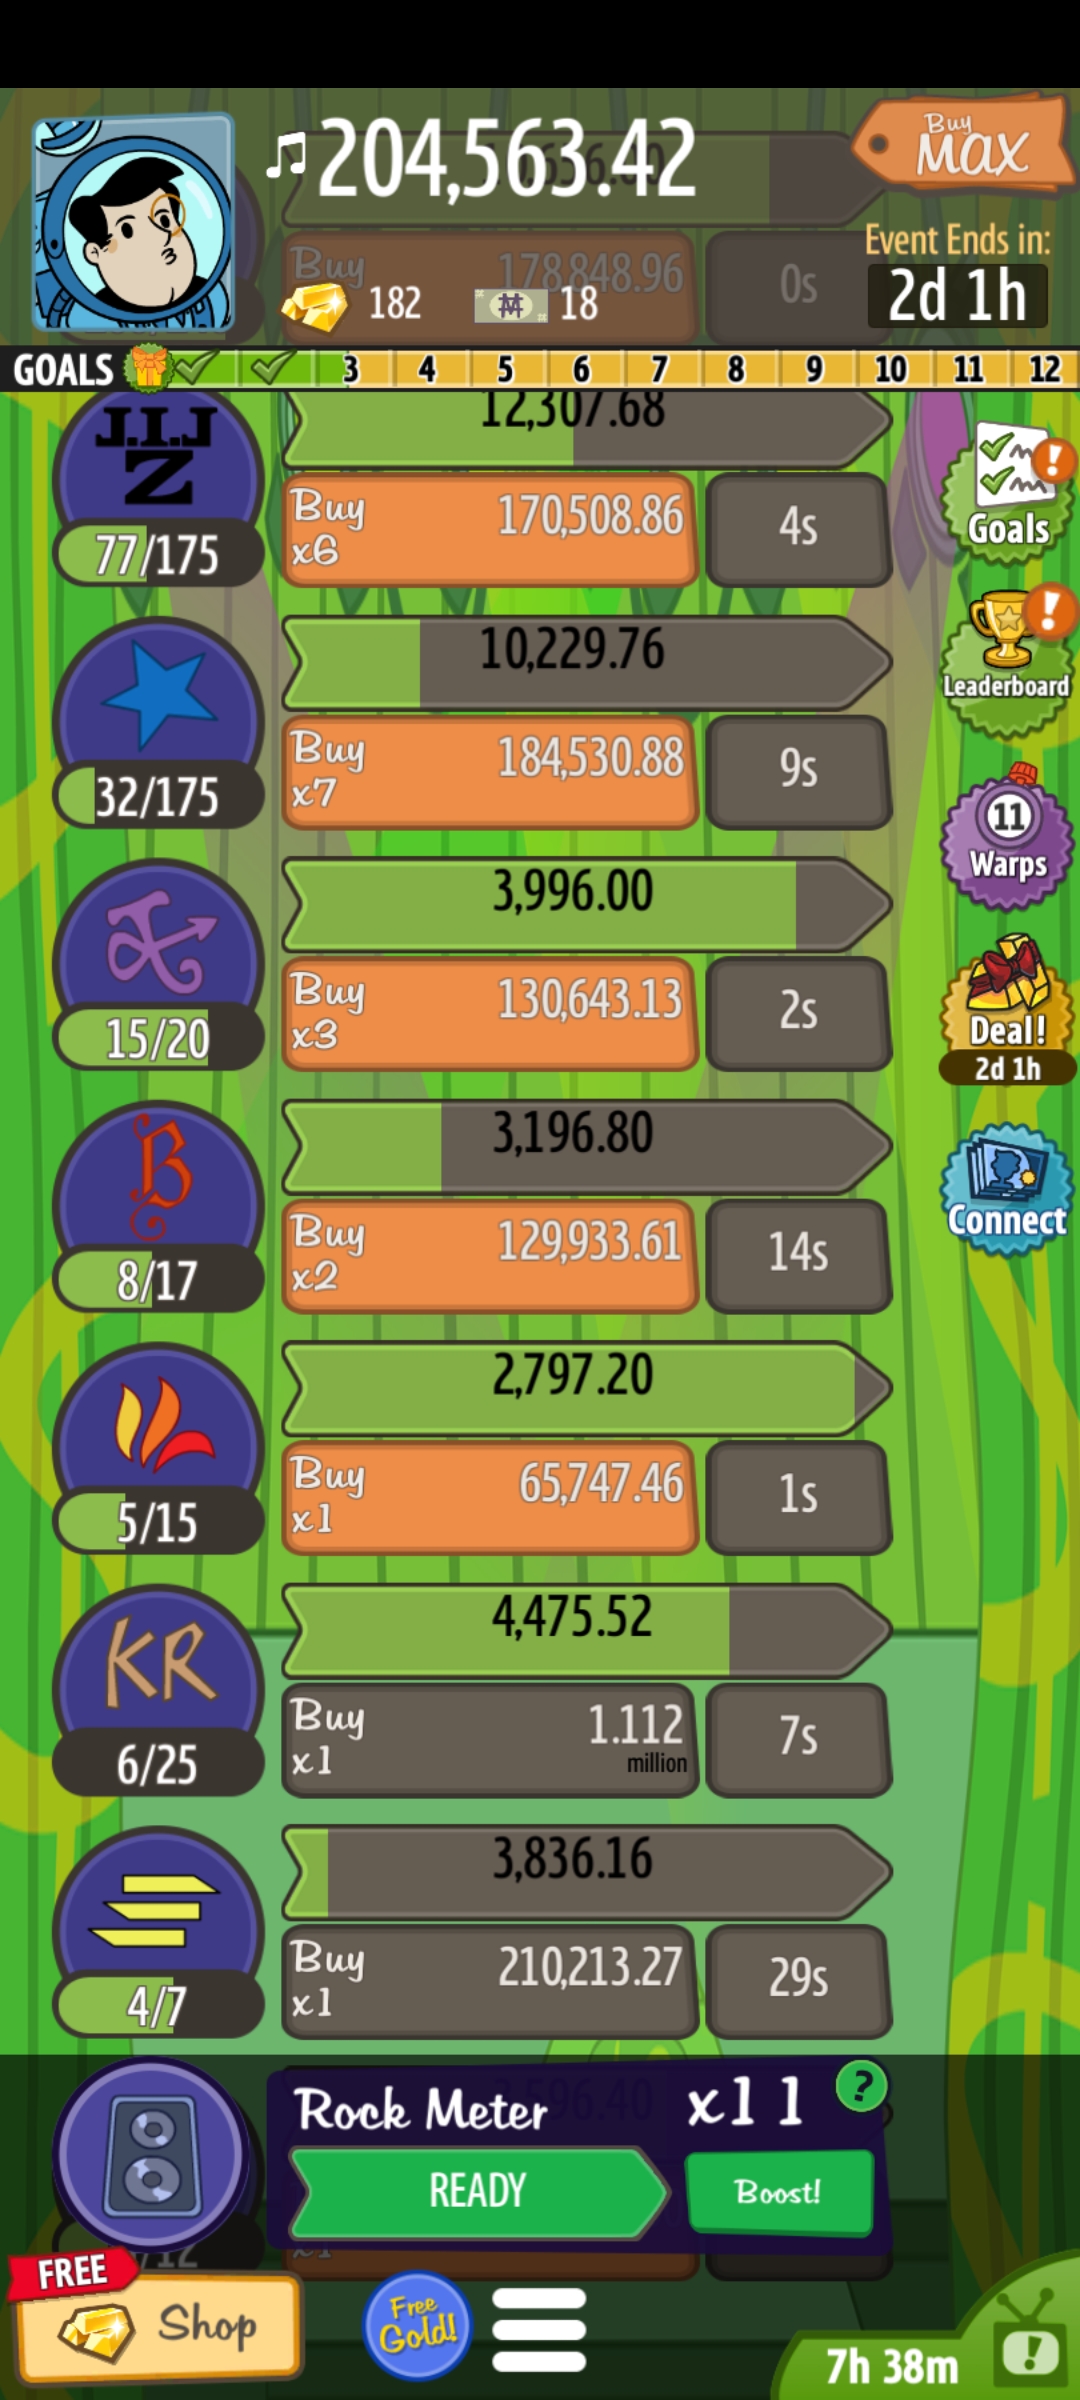 ♫204,563.42
Buy
MAX
Buy
178,848.96
0s
182
18
Event Ends in:
2d 1h
GOALS
3 4 5 6 7 8 9 10 11 12
J.I.J
Z
12,307.68
77/175
Buy
x6
170,508.86
4s
Goals
10,229.76
32/175
Buy
x7
184,530.88
9s
Leaderboard
3,996.00
15/20
Buy
x3
130,643.13
2s
11
Warps
Deal!
2d 1h
B
3,196.80
8/17
Buy
x2
129,933.61
14s
Connect
2,797.20
5/15
Buy
x1
65,747.46
1s
KR
4,475.52
6/25
Buy
x1
1.112
million
7s
3,836.16
4/7
Buy
x1
210,213.27
29s
Rock Meter
x11
?
READY
Boost!
x1
FREE
Shop
Free
Gold!
7h 38m